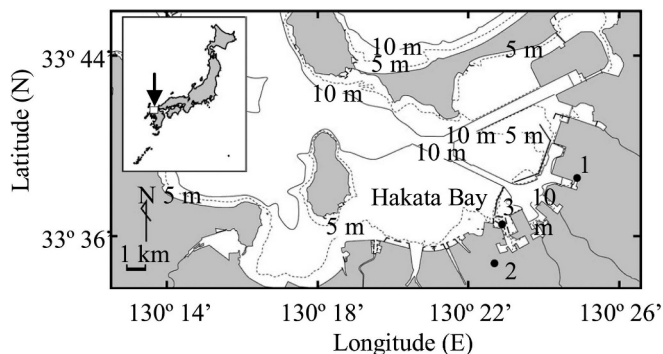 33º 44'
10 m
5 m
5 m
10 m
10 m
5 m
10 m
1
Latitude (N)
N
5 m
Hakata Bay
10
m
3
5 m
33º 36'
1 km
2
130º 14'
130º 18'
130º 22'
130º 26'
Longitude (E)